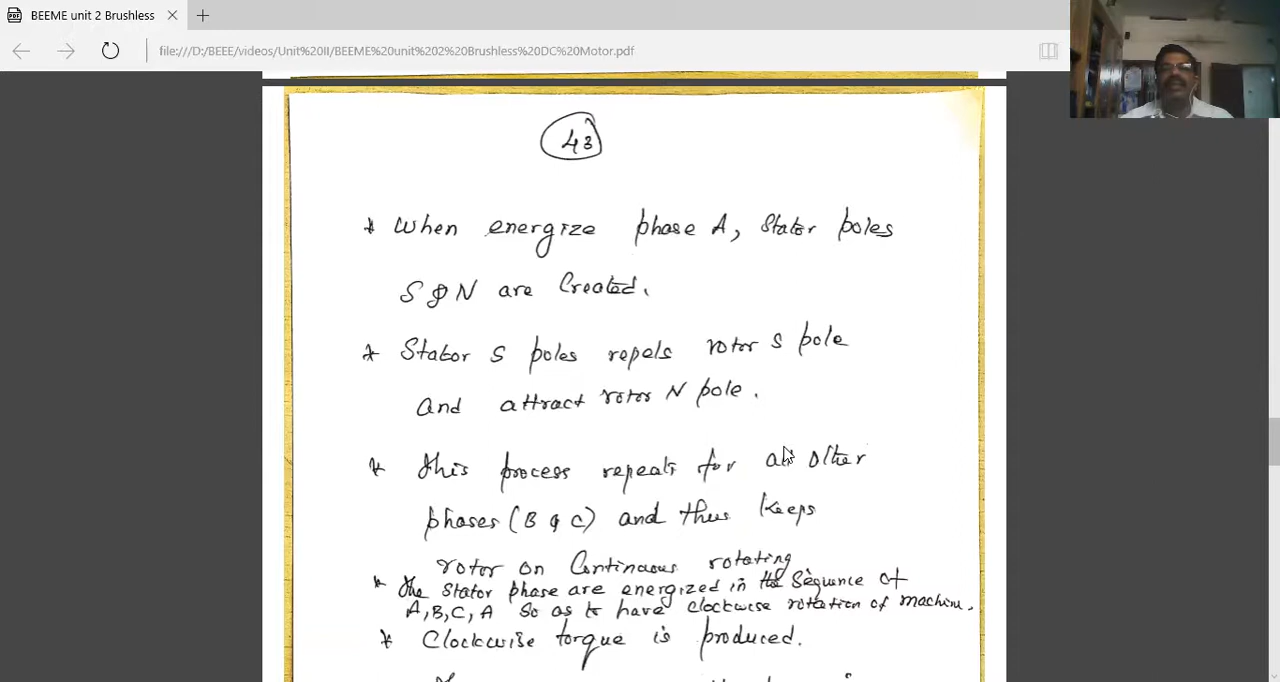 BEEME unit 2 Brushless
file:///D:/BEEE/videos/Unit%20II/BEEME%20unit%202%20Brushless%20DC%20Motor.pdf
43
* When energize phase A, Stator poles
S & N are Created.
* Stator S poles repels rotor S pole
and attract rotor N pole.
* this process repeats for all other
phases (B & C) and thus keeps
rotor on Continuous rotating
* The stator phase are energized in the Sequence of
A, B, C, A So as to have clockwise rotation of machine.
* Clockwise torque is produced.